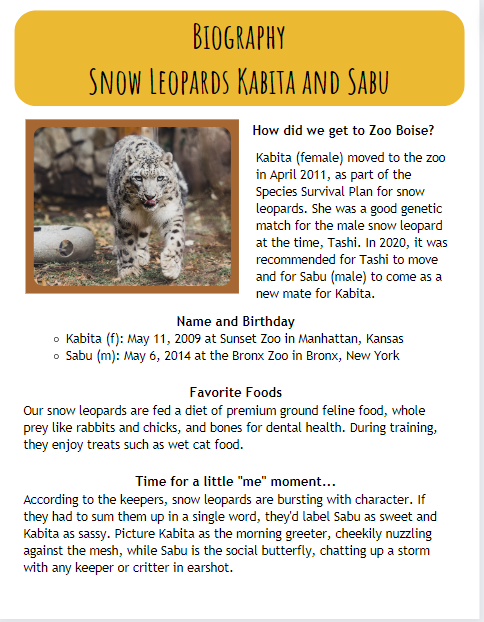 Biography
Snow Leopards Kabita and Sabu
How did we get to Zoo Boise?
Kabita (female) moved to the zoo
in April 2011, as part of the
Species Survival Plan for snow
leopards. She was a good genetic
match for the male snow leopard
at the time, Tashi. In 2020, it was
recommended for Tashi to move
and for Sabu (male) to come as a
new mate for Kabita.
Name and Birthday
○ Kabita (f): May 11, 2009 at Sunset Zoo in Manhattan, Kansas
○ Sabu (m): May 6, 2014 at the Bronx Zoo in Bronx, New York
Favorite Foods
Our snow leopards are fed a diet of premium ground feline food, whole
prey like rabbits and chicks, and bones for dental health. During training,
they enjoy treats such as wet cat food.
Time for a little "me" moment...
According to the keepers, snow leopards are bursting with character. If
they had to sum them up in a single word, they'd label Sabu as sweet and
Kabita as sassy. Picture Kabita as the morning greeter, cheekily nuzzling
against the mesh, while Sabu is the social butterfly, chatting up a storm
with any keeper or critter in earshot.